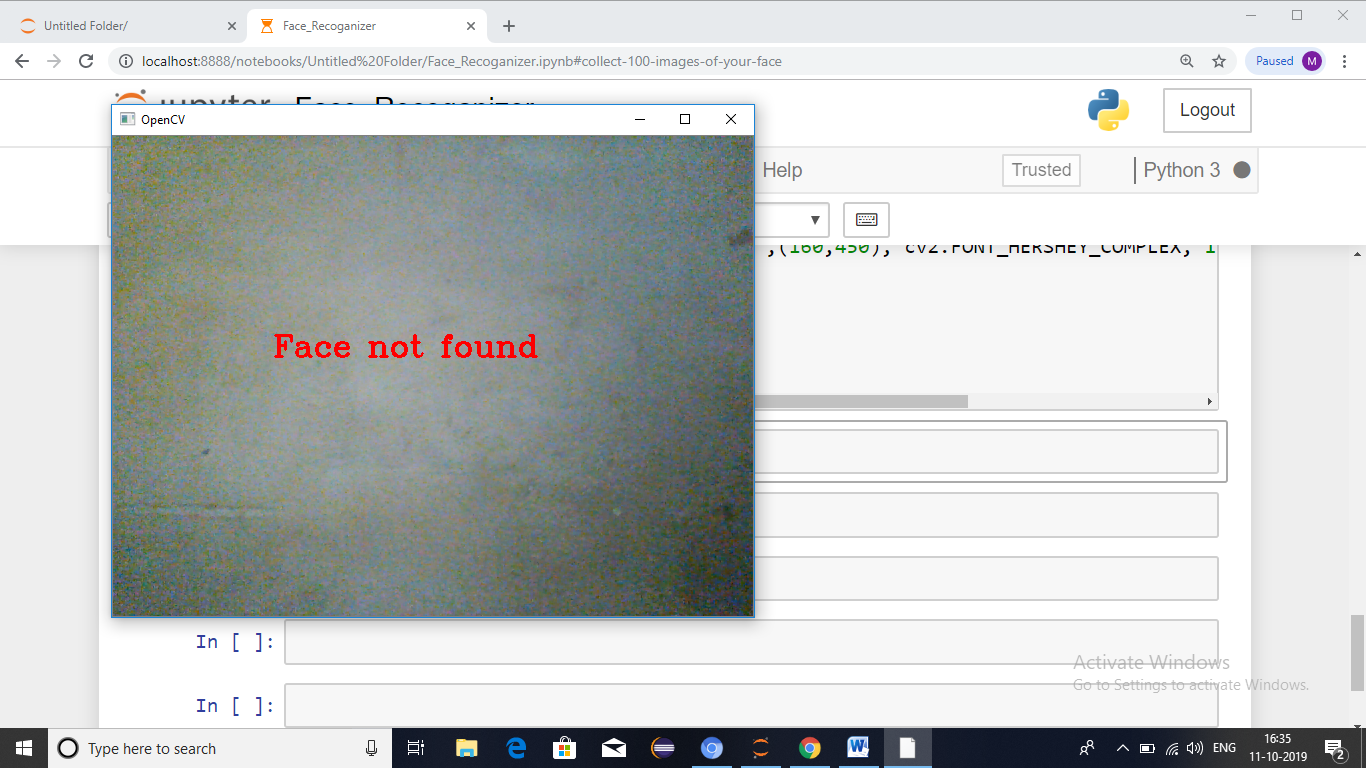 Untitled Folder/
Face_Recoganizer
localhost:8888/notebooks/Untitled%20Folder/Face_Recoganizer.ipynb#collect-100-images-of-your-face
Paused M
jupyter Face_Recoganizer
Logout
OpenCV
Help
Trusted
Python 3
,(160,450), cv2.FONT_HERSHEY_COMPLEX, 1
Face not found
In [ ]:
In [ ]:
Activate Windows
Go to Settings to activate Windows.
Type here to search
ENG
16:35
11-10-2019
2